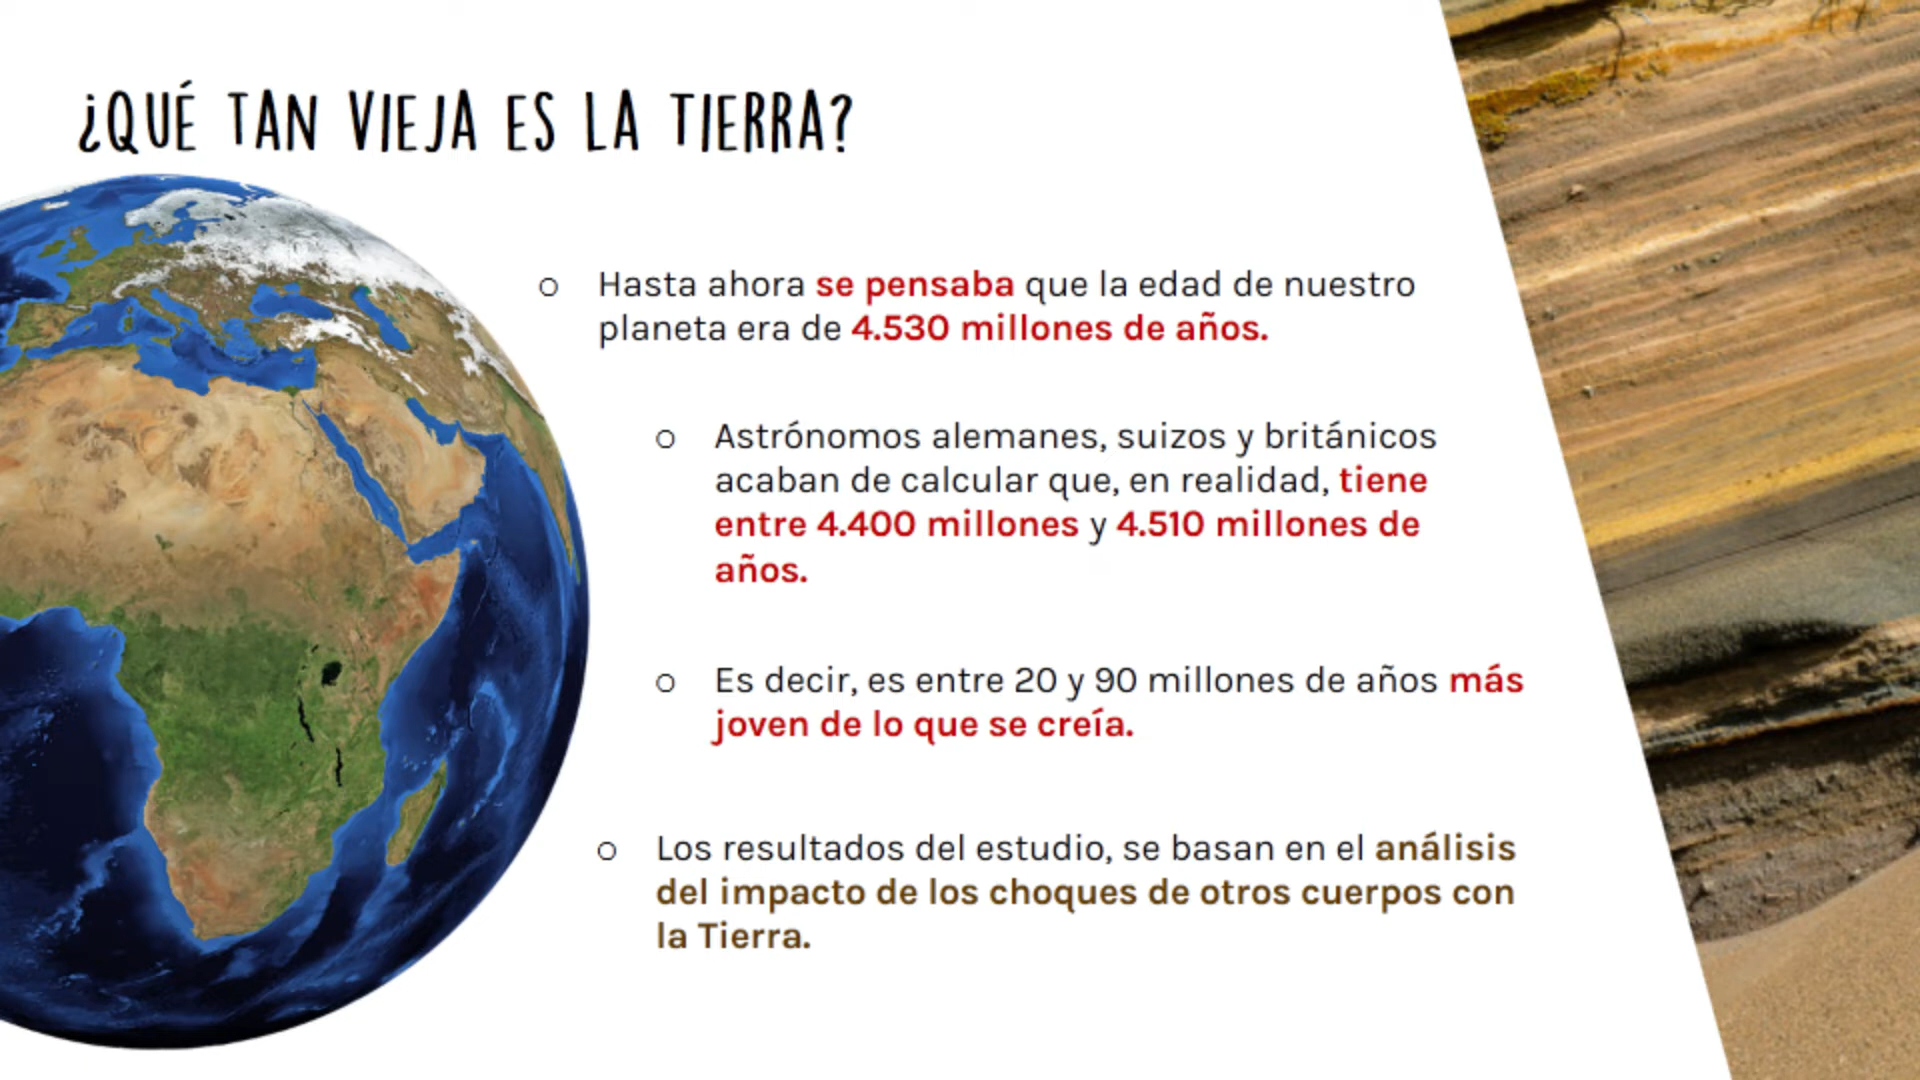 ¿QUÉ TAN VIEJA ES LA TIERRA?
Hasta ahora se pensaba que la edad de nuestro
planeta era de 4.530 millones de años.
Astrónomos alemanes, suizos y británicos
acaban de calcular que, en realidad, tiene
entre 4.400 millones y 4.510 millones de
años.
Es decir, es entre 20 y 90 millones de años más
joven de lo que se creía.
Los resultados del estudio, se basan en el análisis
del impacto de los choques de otros cuerpos con
la Tierra.